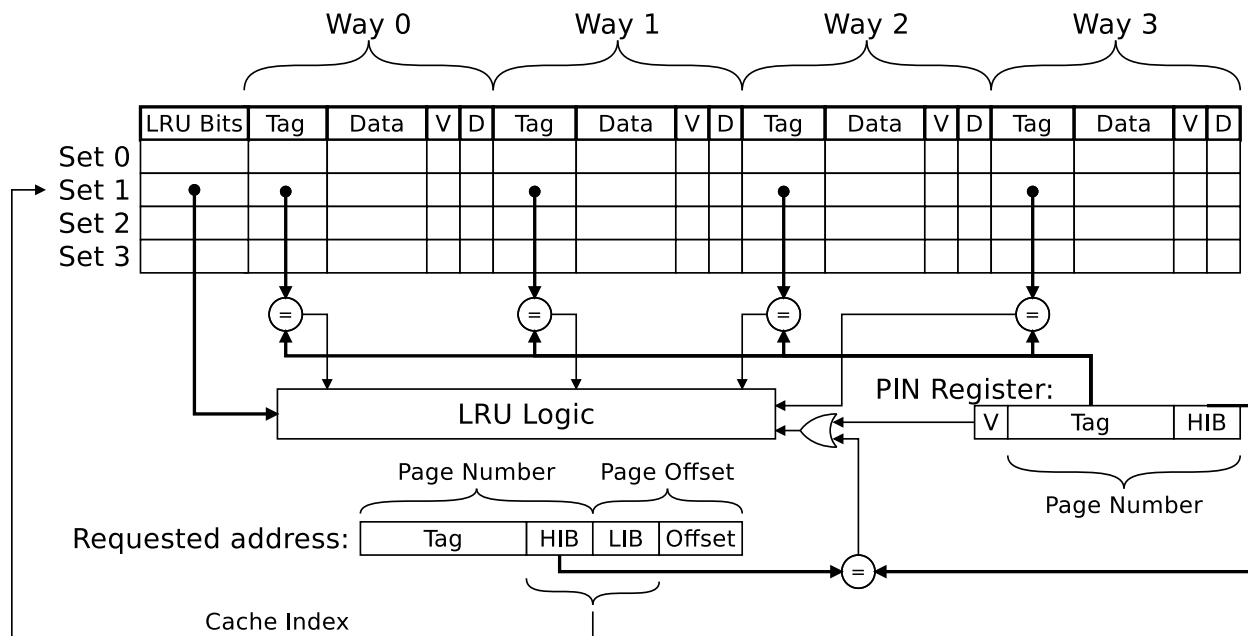 Way 0 Way 1 Way 2 Way 3
LRU Bits Tag Data V D Tag Data V D Tag Data V D Tag Data V D
Set 0
Set 1
Set 2
Set 3
= = = =
PIN Register:
LRU Logic
V Tag HIB
Page Number Page Offset
Page Number
Requested address: Tag HIB LIB Offset
=
Cache Index